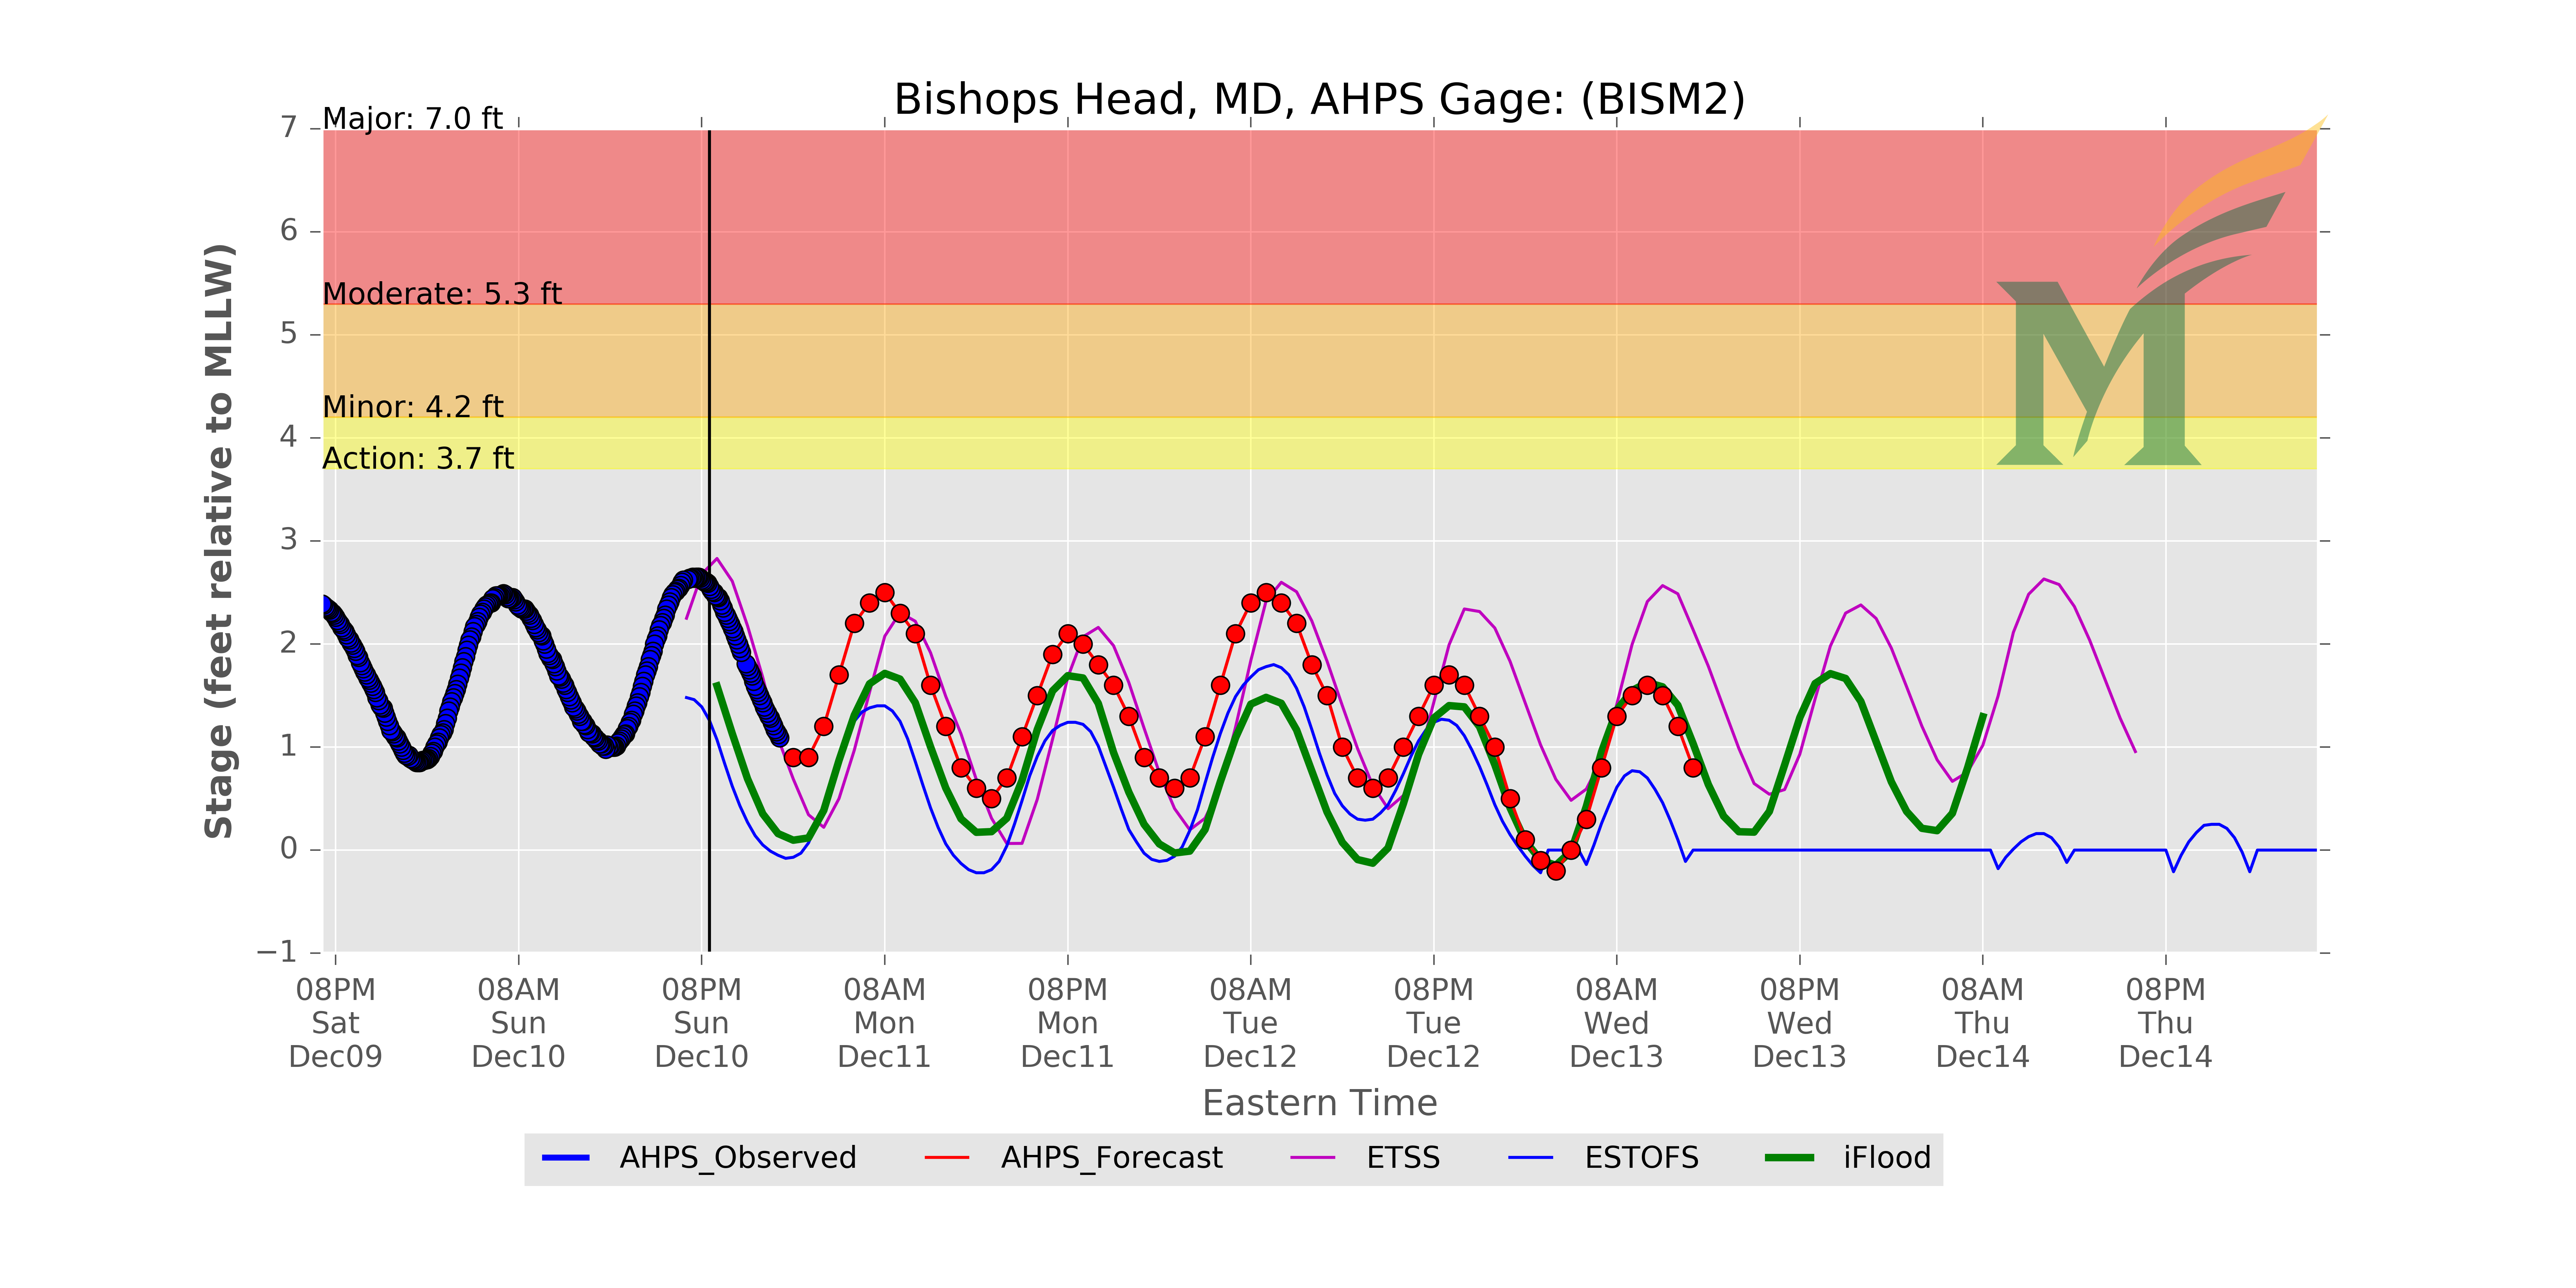 Bishops Head, MD, AHPS Gage: (BISM2)
Major: 7.0 ft
Moderate: 5.3 ft
Minor: 4.2 ft
Action: 3.7 ft
7
6
5
4
3
2
1
0
−1
Stage (feet relative to MLLW)
08PM Sat Dec09
08AM Sun Dec10
08PM Sun Dec10
08AM Mon Dec11
08PM Mon Dec11
08AM Tue Dec12
08PM Tue Dec12
08AM Wed Dec13
08PM Wed Dec13
08AM Thu Dec14
08PM Thu Dec14
Eastern Time
AHPS_Observed AHPS_Forecast ETSS ESTOFS iFlood
M